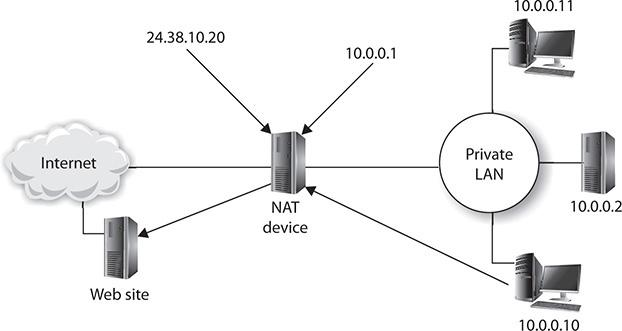 10.0.0.11
24.38.10.20
10.0.0.1
Internet
Private
LAN
NAT
device
10.0.0.2
Web site
10.0.0.10